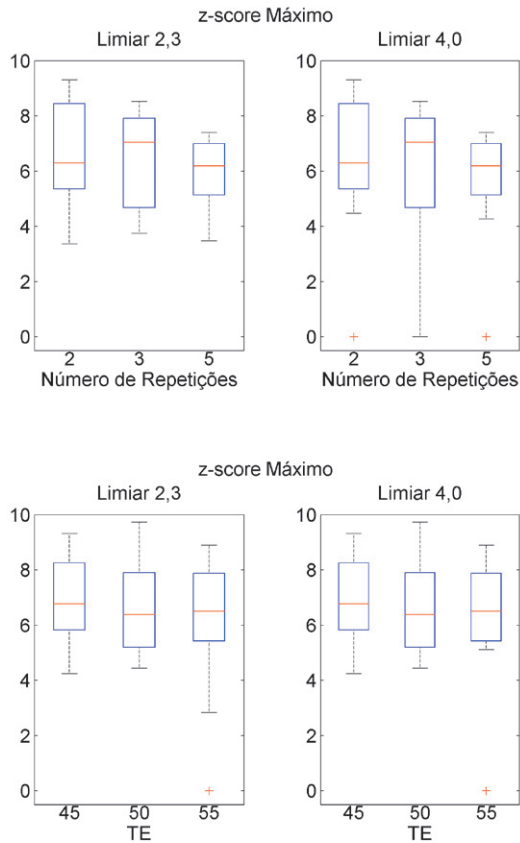 z-score Máximo
Limiar 2,3 Limiar 4,0
10 10
8 8
6 6
4 4
2 2
0 0
2 3 5 2 3 5
Número de Repetições Número de Repetições
z-score Máximo
Limiar 2,3 Limiar 4,0
10 10
8 8
6 6
4 4
2 2
0 0
45 50 55 45 50 55
TE TE